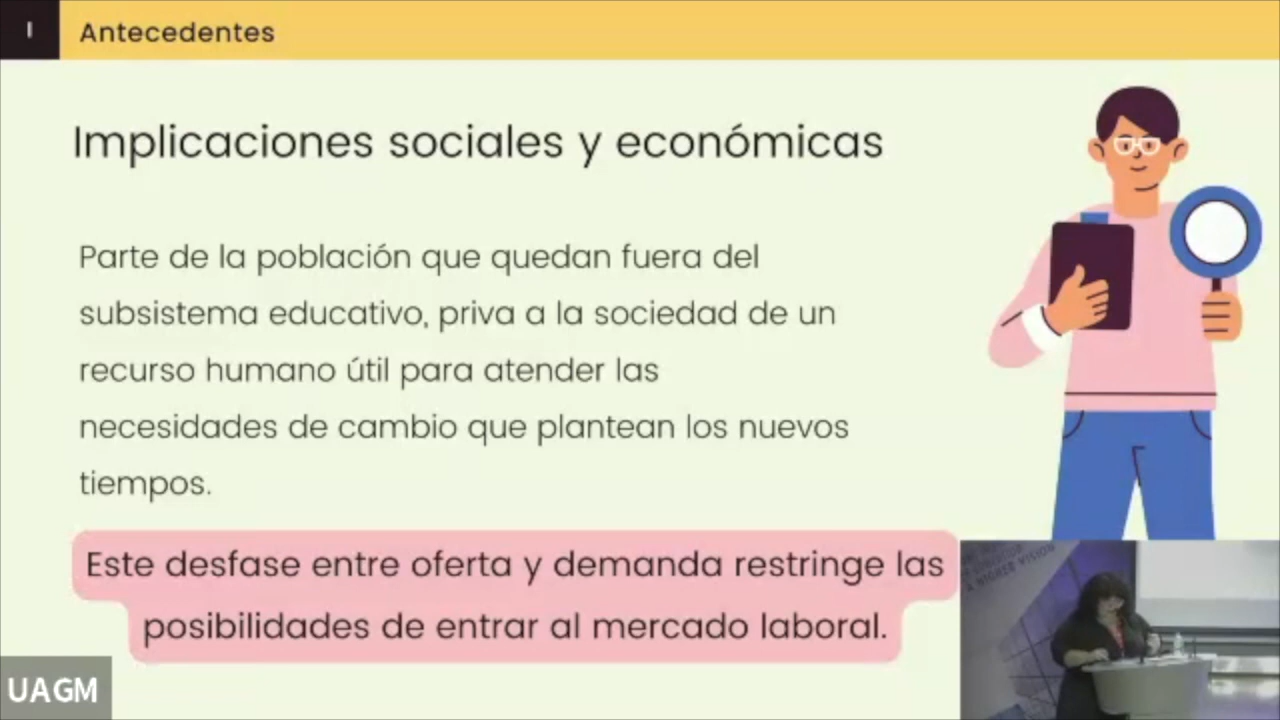 I
Antecedentes
Implicaciones sociales y económicas
Parte de la población que quedan fuera del
subsistema educativo, priva a la sociedad de un
recurso humano útil para atender las
necesidades de cambio que plantean los nuevos
tiempos.
Este desfase entre oferta y demanda restringe las
posibilidades de entrar al mercado laboral.
A HIGHER VISION
UAGM